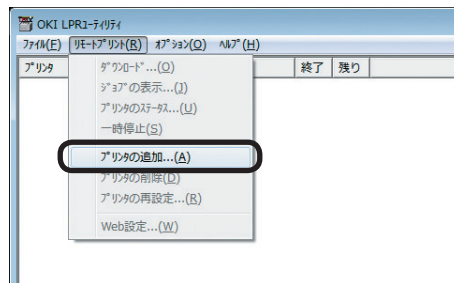 OKI LPRﾕｰﾃｨﾘﾃｨ
ﾌｧｲﾙ(F) ﾘﾓｰﾄﾌﾟﾘﾝﾄ(R) ｵﾌﾟｼｮﾝ(O) ﾍﾙﾌﾟ(H)
ﾌﾟﾘﾝﾀ 終了 残り
ﾀﾞｳﾝﾛｰﾄﾞ...(O)
ｼﾞｮﾌﾞの表示...(J)
ﾌﾟﾘﾝﾀのｽﾃｰﾀｽ...(U)
一時停止(S)
ﾌﾟﾘﾝﾀの追加...(A)
ﾌﾟﾘﾝﾀの削除(D)
ﾌﾟﾘﾝﾀの再設定...(R)
Web設定...(W)